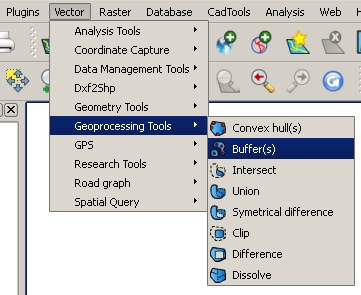 Plugins Vector Raster Database CadTools Analysis Web H
Analysis Tools
Coordinate Capture
Data Management Tools
Dxf2Shp
Geometry Tools
Geoprocessing Tools
GPS
Research Tools
Road graph
Spatial Query
Convex hull(s)
Buffer(s)
Intersect
Union
Symetrical difference
Clip
Difference
Dissolve